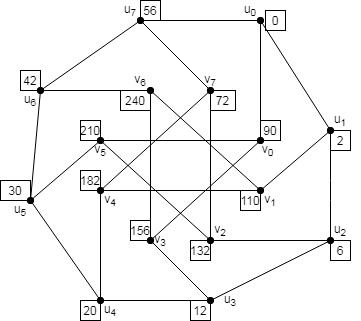 u7 56 u0 0
42 u6 v6 240 v7 72
210 v5 90 v0 u1 2
30 u5 182 v4 110 v1
156 v3 v2 132 u2 6
20 u4 12 u3